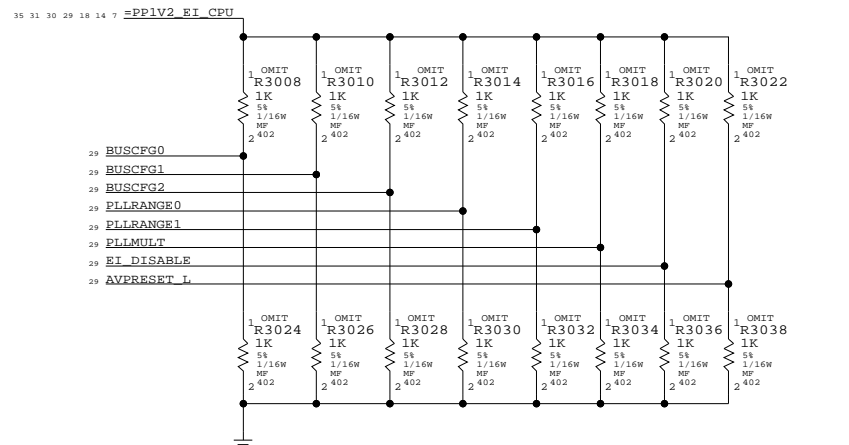 35 31 30 29 18 14 7 =PP1V2_EI_CPU
OMIT OMIT OMIT OMIT OMIT OMIT OMIT OMIT
1 R3008 1 R3010 1 R3012 1 R3014 1 R3016 1 R3018 1 R3020 1 R3022
1K 1K 1K 1K 1K 1K 1K 1K
5% 5% 5% 5% 5% 5% 5% 5%
1/16W 1/16W 1/16W 1/16W 1/16W 1/16W 1/16W 1/16W
MF MF MF MF MF MF MF MF
2 402 2 402 2 402 2 402 2 402 2 402 2 402 2 402
29 BUSCFG0
29 BUSCFG1
29 BUSCFG2
29 PLLRANGE0
29 PLLRANGE1
29 PLLMULT
29 EI_DISABLE
29 AVPRESET_L
OMIT OMIT OMIT OMIT OMIT OMIT OMIT OMIT
1 R3024 1 R3026 1 R3028 1 R3030 1 R3032 1 R3034 1 R3036 1 R3038
1K 1K 1K 1K 1K 1K 1K 1K
5% 5% 5% 5% 5% 5% 5% 5%
1/16W 1/16W 1/16W 1/16W 1/16W 1/16W 1/16W 1/16W
MF MF MF MF MF MF MF MF
2 402 2 402 2 402 2 402 2 402 2 402 2 402 2 402